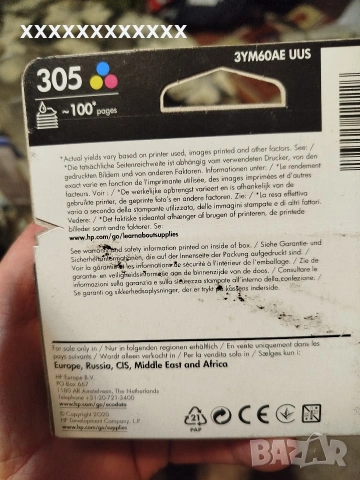 3YM60AE UUS
305
~100* pages
*Actual yields vary based on printer used, images printed and other factors. See: /
*Die tatsächliche Seitenreichweite ist abhängig vom verwendeten Drucker, von den
gedruckten Bildern und von anderen Faktoren. Informationen unter: / *Le rendement
exact varie en fonction de l'imprimante utilisée, des images imprimées et d'autres
facteurs. Voir : / *De werkelijke opbrengst varieert en is afhankelijk van de
gebruikte printer, de geprinte foto's en andere factoren. Zie: / *La resa effettiva
varia a seconda della stampante utilizzata, delle immagini stampate e di altri fattori.
Vedere: / *Det faktiske sideantal afhænger af brugen af printeren, de printede
billeder samt andre faktorer. Se:
www.hp.com/go/learnaboutsupplies
See warranty and safety information printed on inside of box. / Siehe Garantie- und
Sicherheitsinformationen, die auf der Innenseite der Packung aufgedruckt sind. /
Voir la garantie et les informations de sécurité à l'intérieur de l'emballage. / Zie
garantie- en veiligheidsinformatie aan de binnenzijde van de doos. / Consultare le
informazioni sulla garanzia e sulla sicurezza stampate all'interno della confezione. /
Se garanti og sikkerhedsoplysninger, der er trykt på kassens inderside.
For sale only in / Nur in folgenden regionen erhältlich / En vente uniquement dans les
pays suivants / Wordt alleen verkocht in / Per la vendita solo in / Sælges kun i:
Europe, Russia, CIS, Middle East and Africa
HP Europe B.V.
PO Box 667
1180 AR Amstelveen, The Netherlands
Telephone +31-20-721-3400
www.hp.com/go/ecodata
© Copyright 2020
HP Development Company, L.P.
www.hp.com/go/supplies
21
PAP
BAZAR